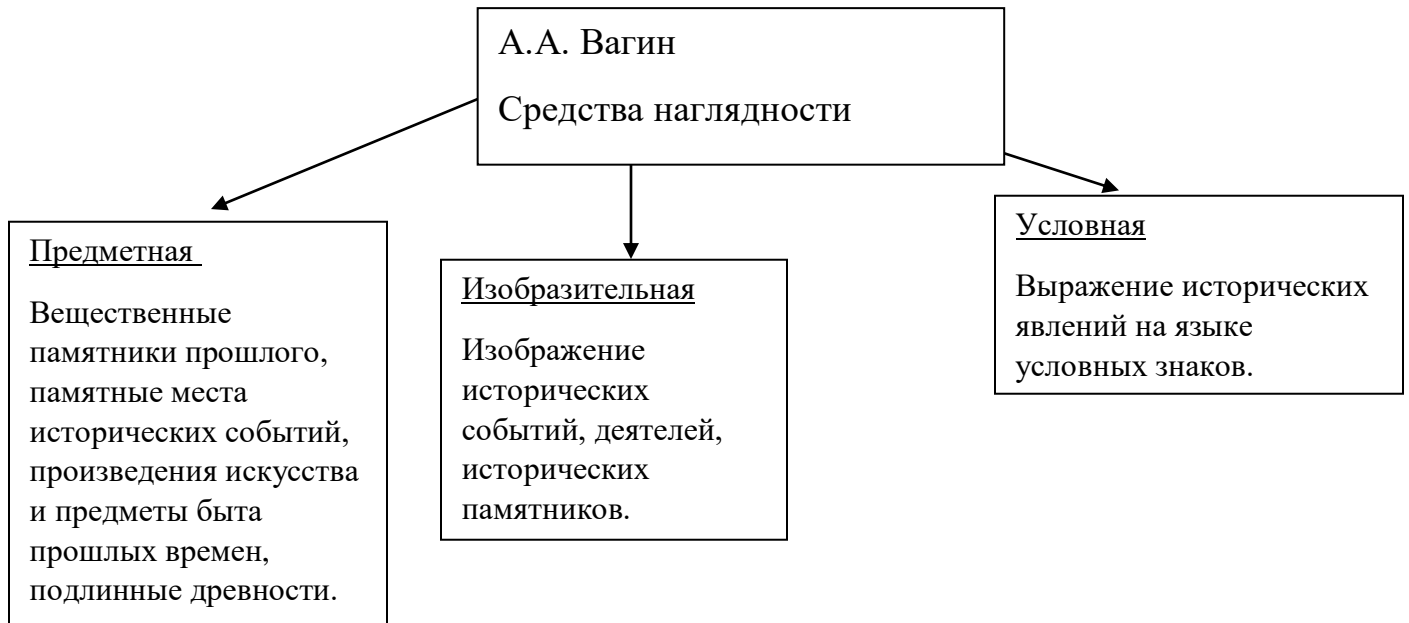 А.А. Вагин
Средства наглядности
Предметная
Вещественные
памятники прошлого,
памятные места
исторических событий,
произведения искусства
и предметы быта
прошлых времен,
подлинные древности.
Изобразительная
Изображение
исторических
событий, деятелей,
исторических
памятников.
Условная
Выражение исторических
явлений на языке
условных знаков.